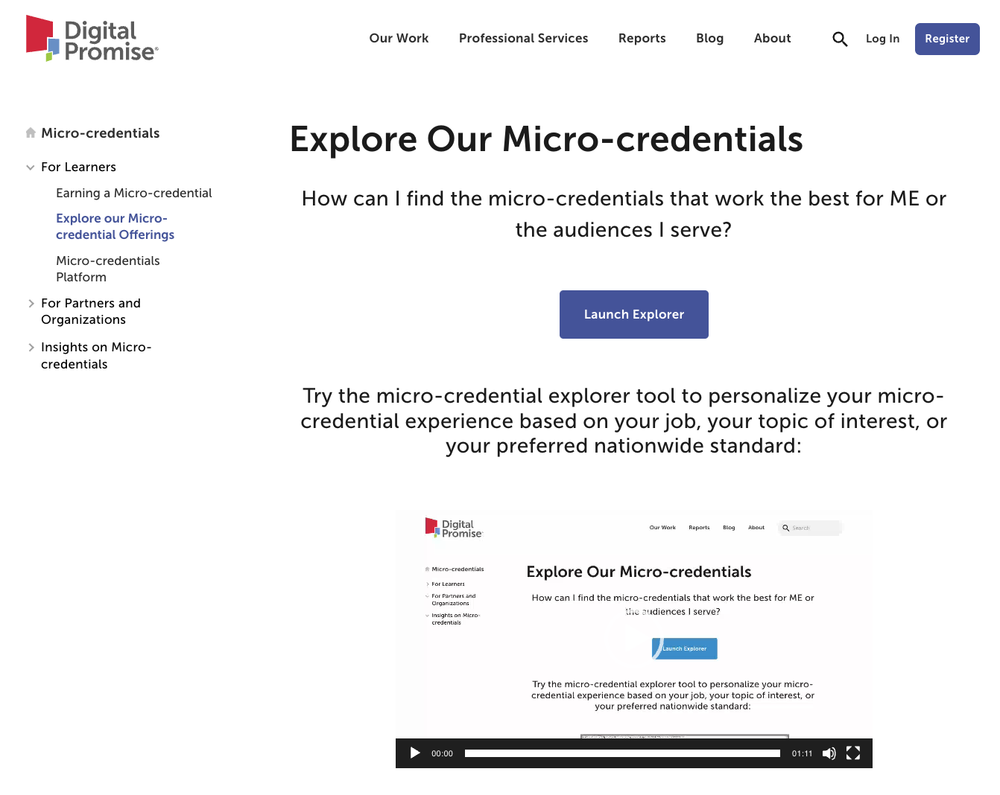 Digital
Promise®
Our Work
Professional Services
Reports
Blog
About
Log In
Register
Micro-credentials
For Learners
Earning a Micro-credential
Explore our Micro-
credential Offerings
Micro-credentials
Platform
For Partners and
Organizations
Insights on Micro-
credentials
Explore Our Micro-credentials
How can I find the micro-credentials that work the best for ME or
the audiences I serve?
Launch Explorer
Try the micro-credential explorer tool to personalize your micro-
credential experience based on your job, your topic of interest, or
your preferred nationwide standard:
Digital
Promise
Our Work
Reports
Blog
About
Search
Micro-credentials
For Learners
For Partners and
Organizations
Insights on Micro-
credentials
Explore Our Micro-credentials
How can I find the micro-credentials that work the best for ME or
the audiences I serve?
Launch Explorer
Try the micro-credential explorer tool to personalize your micro-
credential experience based on your job, your topic of interest, or
your preferred nationwide standard:
00:00
01:11